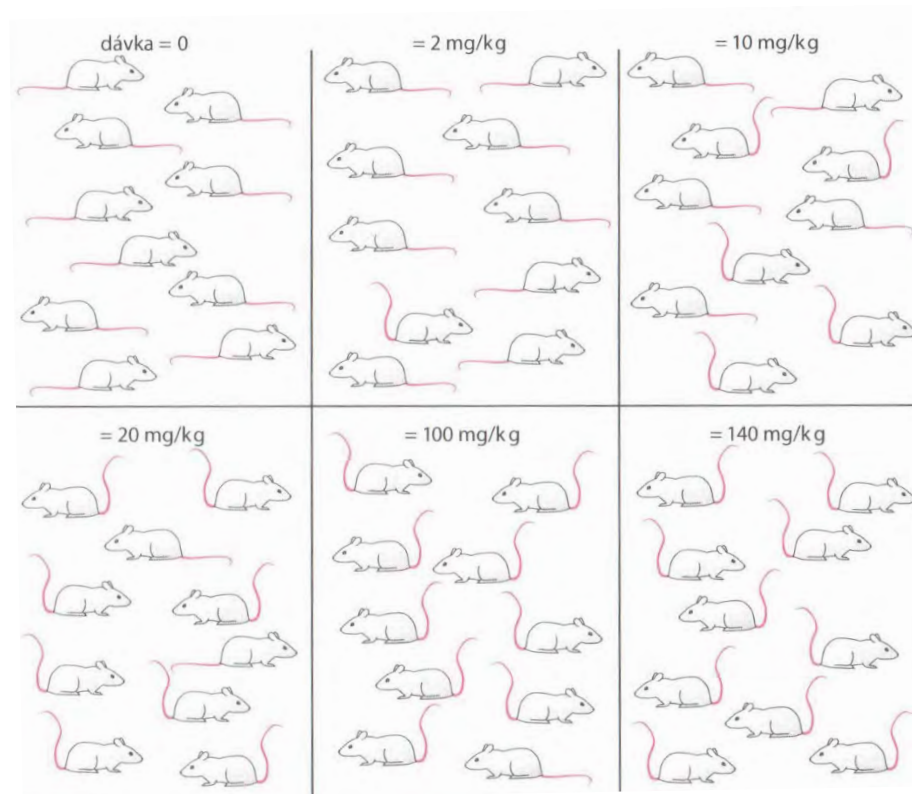 dávka = 0
= 2 mg/kg
= 10 mg/kg
= 20 mg/kg
= 100 mg/kg
= 140 mg/kg